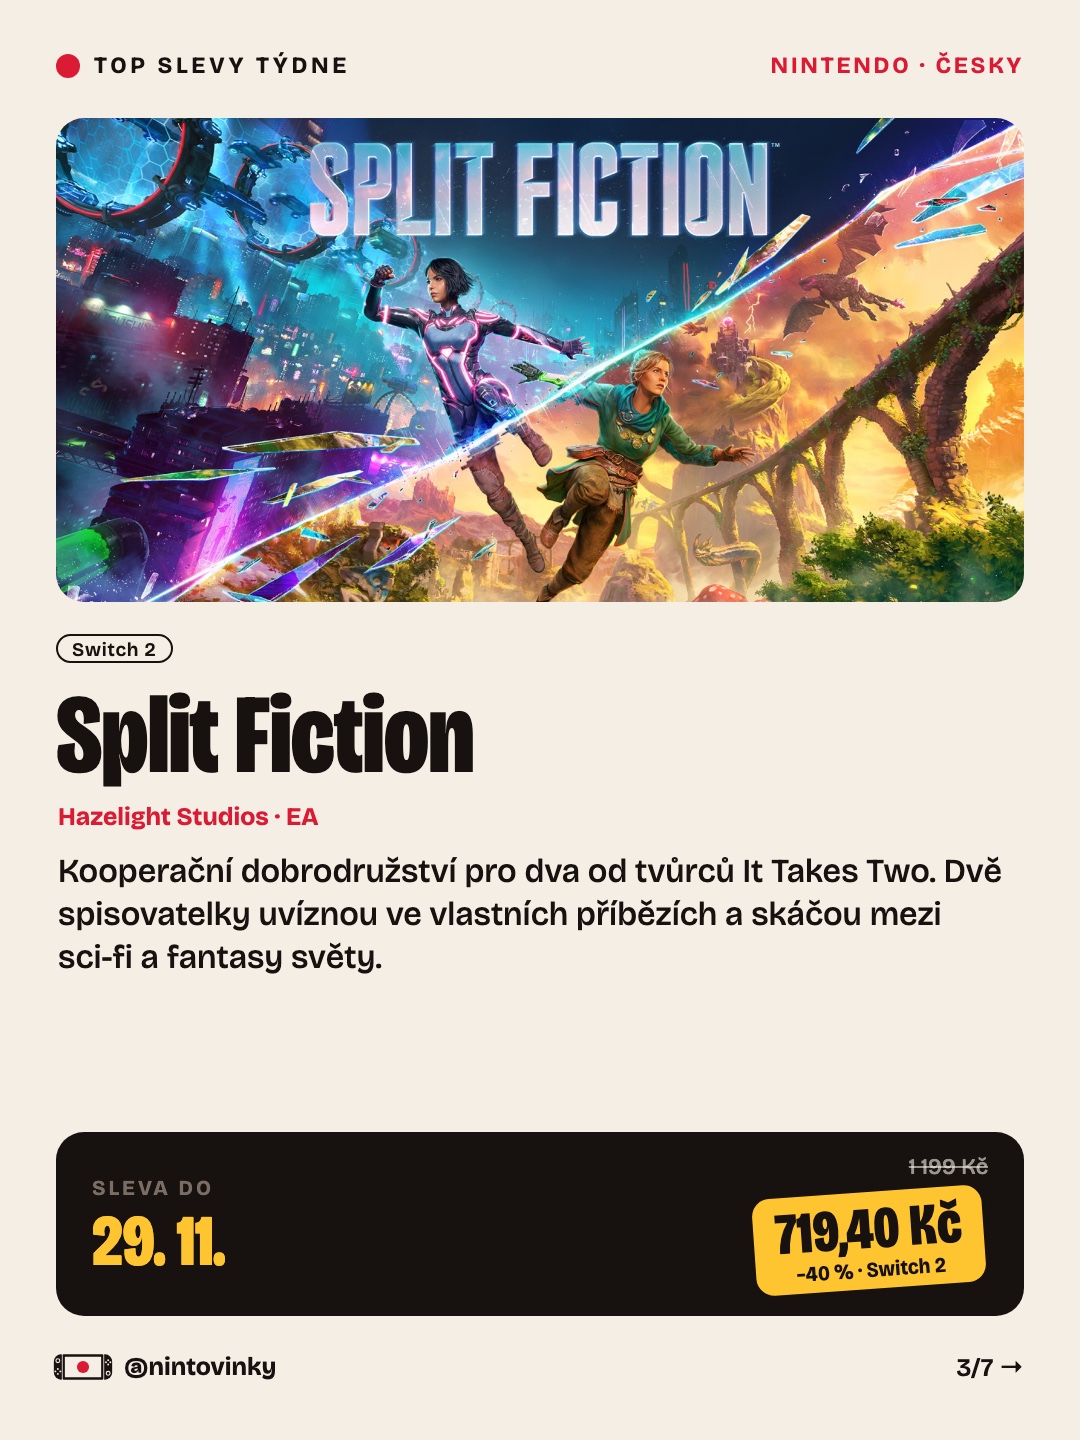 TOP SLEVY TÝDNE
NINTENDO · ČESKY
SPLIT FICTION™
Switch 2
Split Fiction
Hazelight Studios · EA
Kooperační dobrodružství pro dva od tvůrců It Takes Two. Dvě
spisovatelky uvíznou ve vlastních příbězích a skáčou mezi
sci-fi a fantasy světy.
SLEVA DO
29. 11.
1 199 Kč
719,40 Kč
−40 % · Switch 2
@nintovinky
3/7 →